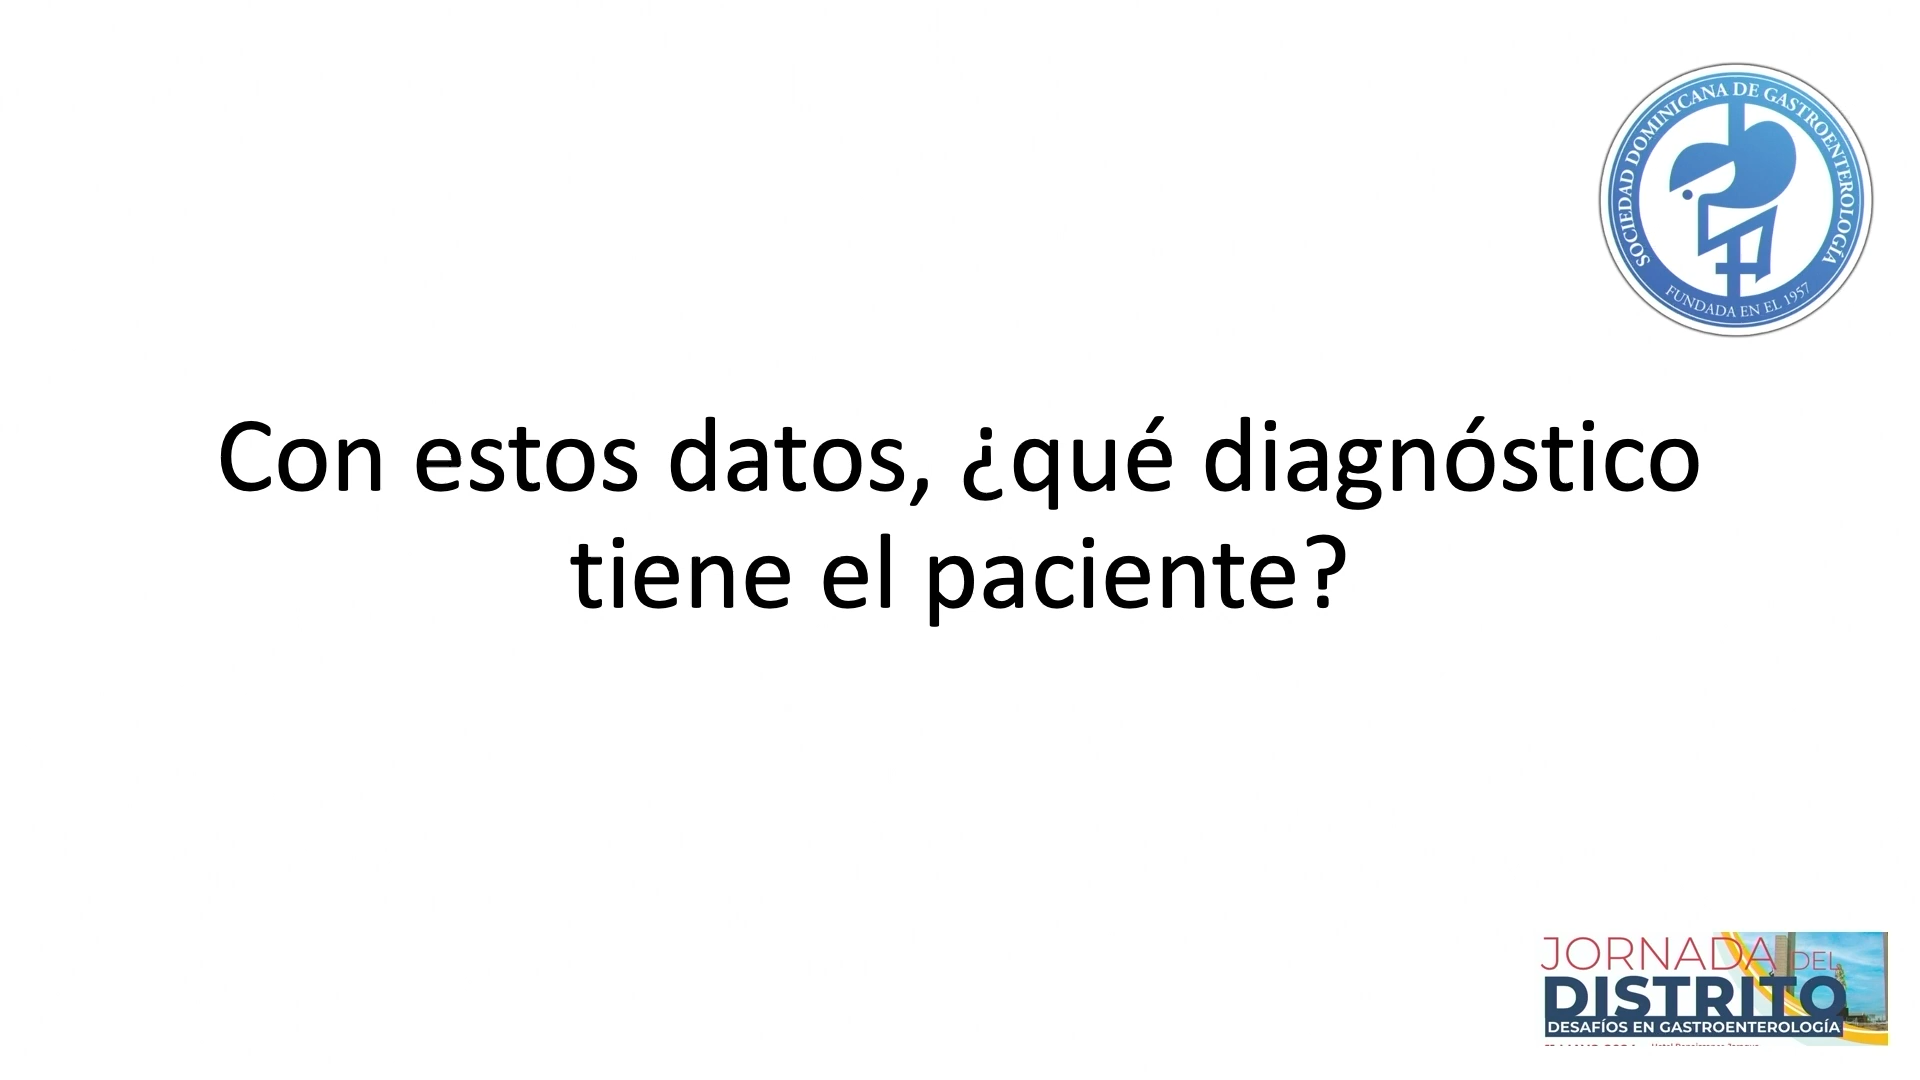 SOCIEDAD DOMINICANA DE GASTROENTEROLOGÍA
FUNDADA EN EL 1957
Con estos datos, ¿qué diagnóstico
tiene el paciente?
JORNADA DEL
DISTRITO
DESAFÍOS EN GASTROENTEROLOGÍA